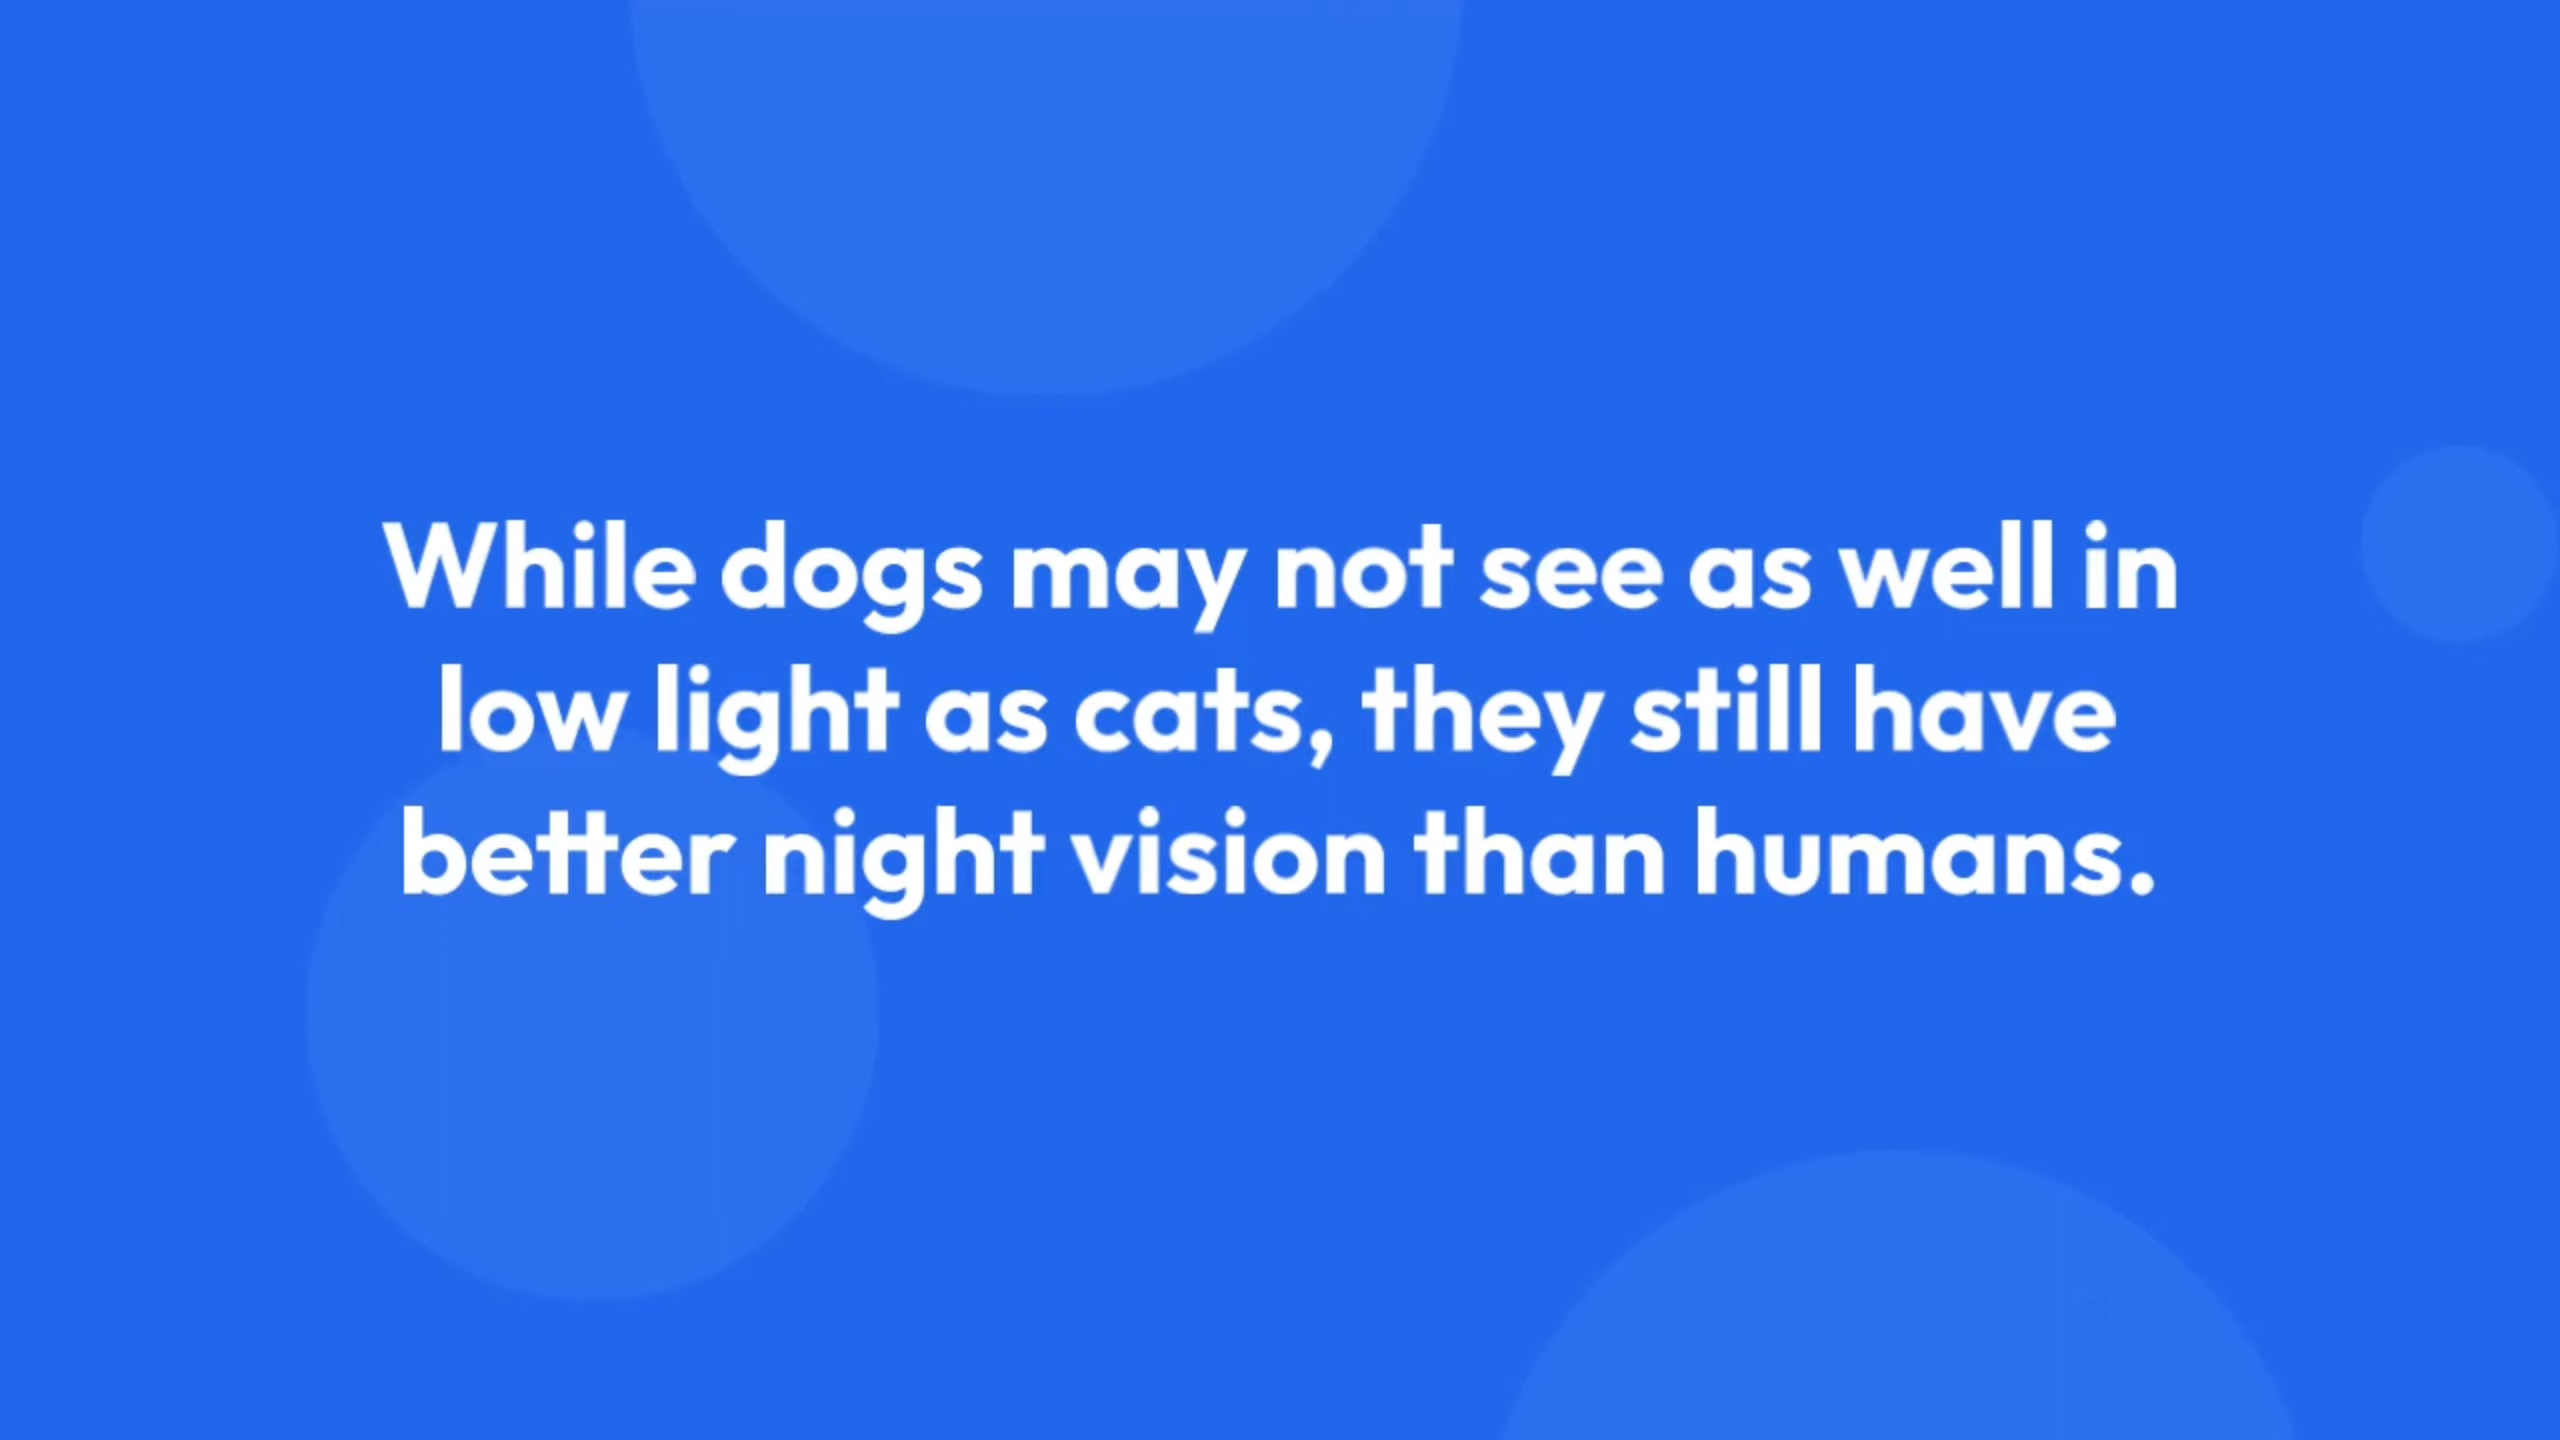 While dogs may not see as well in
low light as cats, they still have
better night vision than humans.